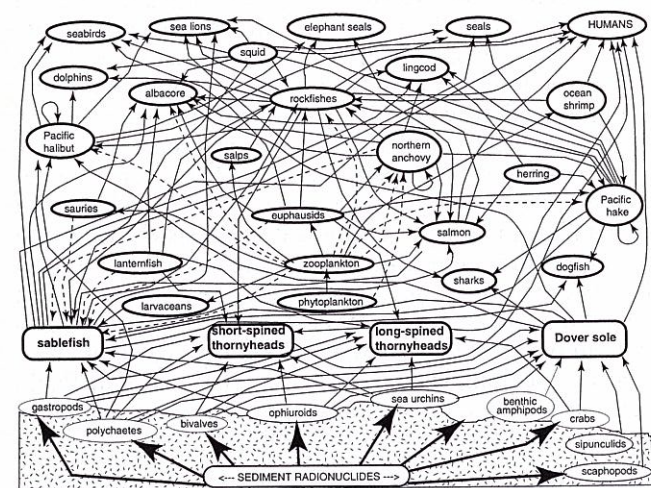 seabirds
sea lions
elephant seals
seals
HUMANS
squid
dolphins
lingcod
albacore
rockfishes
ocean
shrimp
Pacific
halibut
salps
northern
anchovy
herring
Pacific
hake
sauries
euphausids
salmon
lanternfish
zooplankton
dogfish
sharks
larvaceans
phytoplankton
sablefish
short-spined
thornyheads
long-spined
thornyheads
Dover sole
gastropods
polychaetes
bivalves
ophiuroids
sea urchins
benthic
amphipods
crabs
sipunculids
scaphopods
<--- SEDIMENT RADIONUCLIDES --->